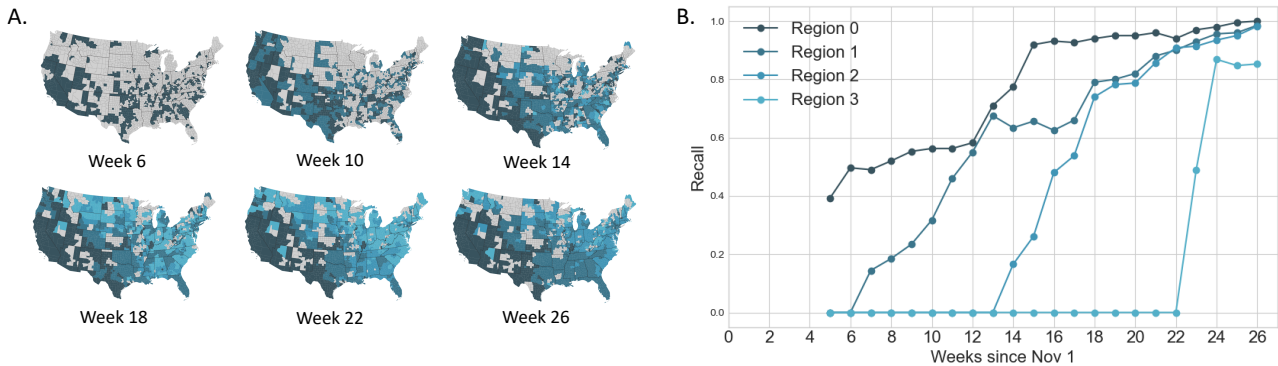 A.
Week 6
Week 10
Week 14
Week 18
Week 22
Week 26
B.
Region 0
Region 1
Region 2
Region 3
Recall
1.0
0.8
0.6
0.4
0.2
0.0
0 2 4 6 8 10 12 14 16 18 20 22 24 26
Weeks since Nov 1